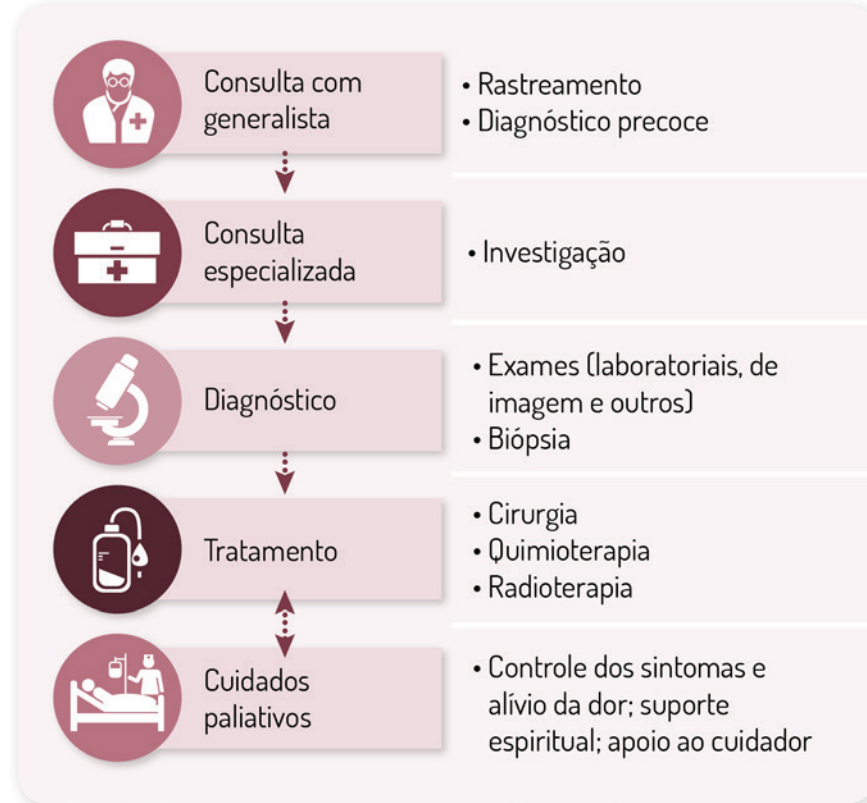 Consulta com
generalista
• Rastreamento
• Diagnóstico precoce
Consulta
especializada
• Investigação
Diagnóstico
• Exames (laboratoriais, de
imagem e outros)
• Biópsia
Tratamento
• Cirurgia
• Quimioterapia
• Radioterapia
Cuidados
paliativos
• Controle dos sintomas e
alívio da dor; suporte
espiritual; apoio ao cuidador